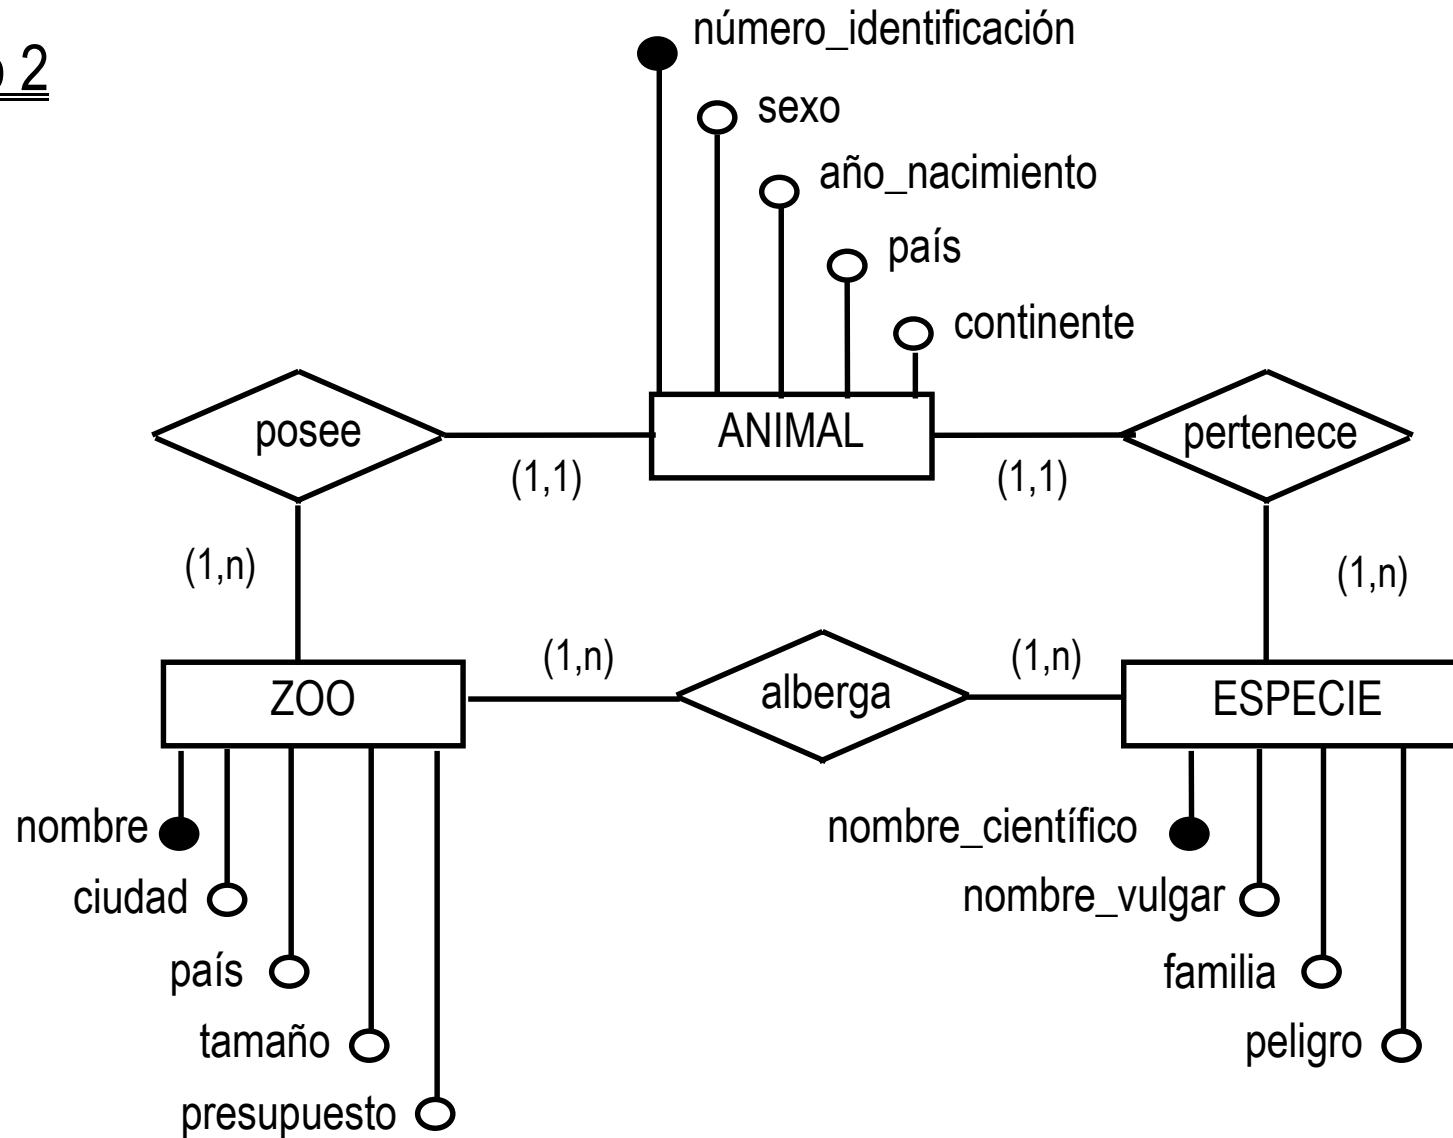 o 2
número_identificación
sexo
año_nacimiento
país
continente
posee
ANIMAL
pertenece
(1,1)
(1,1)
(1,n)
(1,n)
(1,n)
(1,n)
ZOO
alberga
ESPECIE
nombre
ciudad
país
tamaño
presupuesto
nombre_científico
nombre_vulgar
familia
peligro